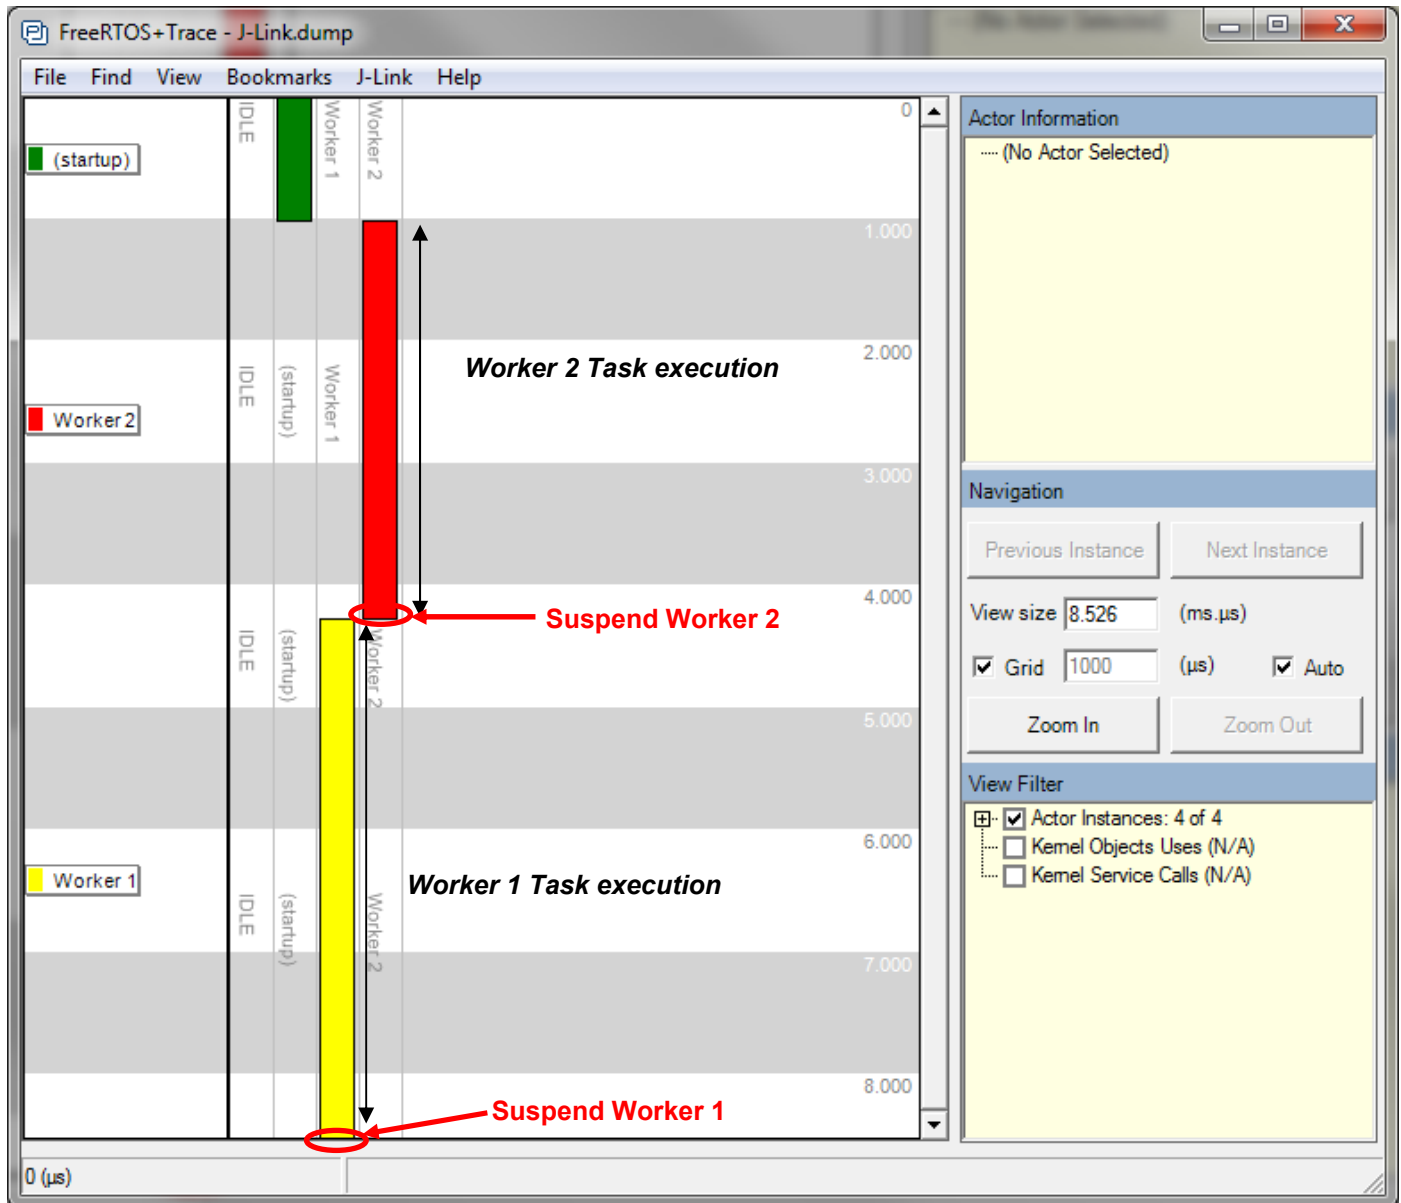 FreeRTOS+Trace - J-Link.dump
(No Actor Selected)
File Find View Bookmarks J-Link Help
IDLE
Worker 1
Worker 2
0
(startup)
1.000
IDLE
(startup)
Worker 1
2.000
Worker 2 Task execution
Worker 2
3.000
4.000
Suspend Worker 2
IDLE
(startup)
Worker 2
5.000
6.000
Worker 1
Worker 1 Task execution
IDLE
(startup)
Worker 2
7.000
8.000
Suspend Worker 1
0 (µs)
Actor Information
(No Actor Selected)
Navigation
Previous Instance Next Instance
View size 8.526 (ms.µs)
Grid 1000 (µs) Auto
Zoom In Zoom Out
View Filter
Actor Instances: 4 of 4
Kernel Objects Uses (N/A)
Kernel Service Calls (N/A)